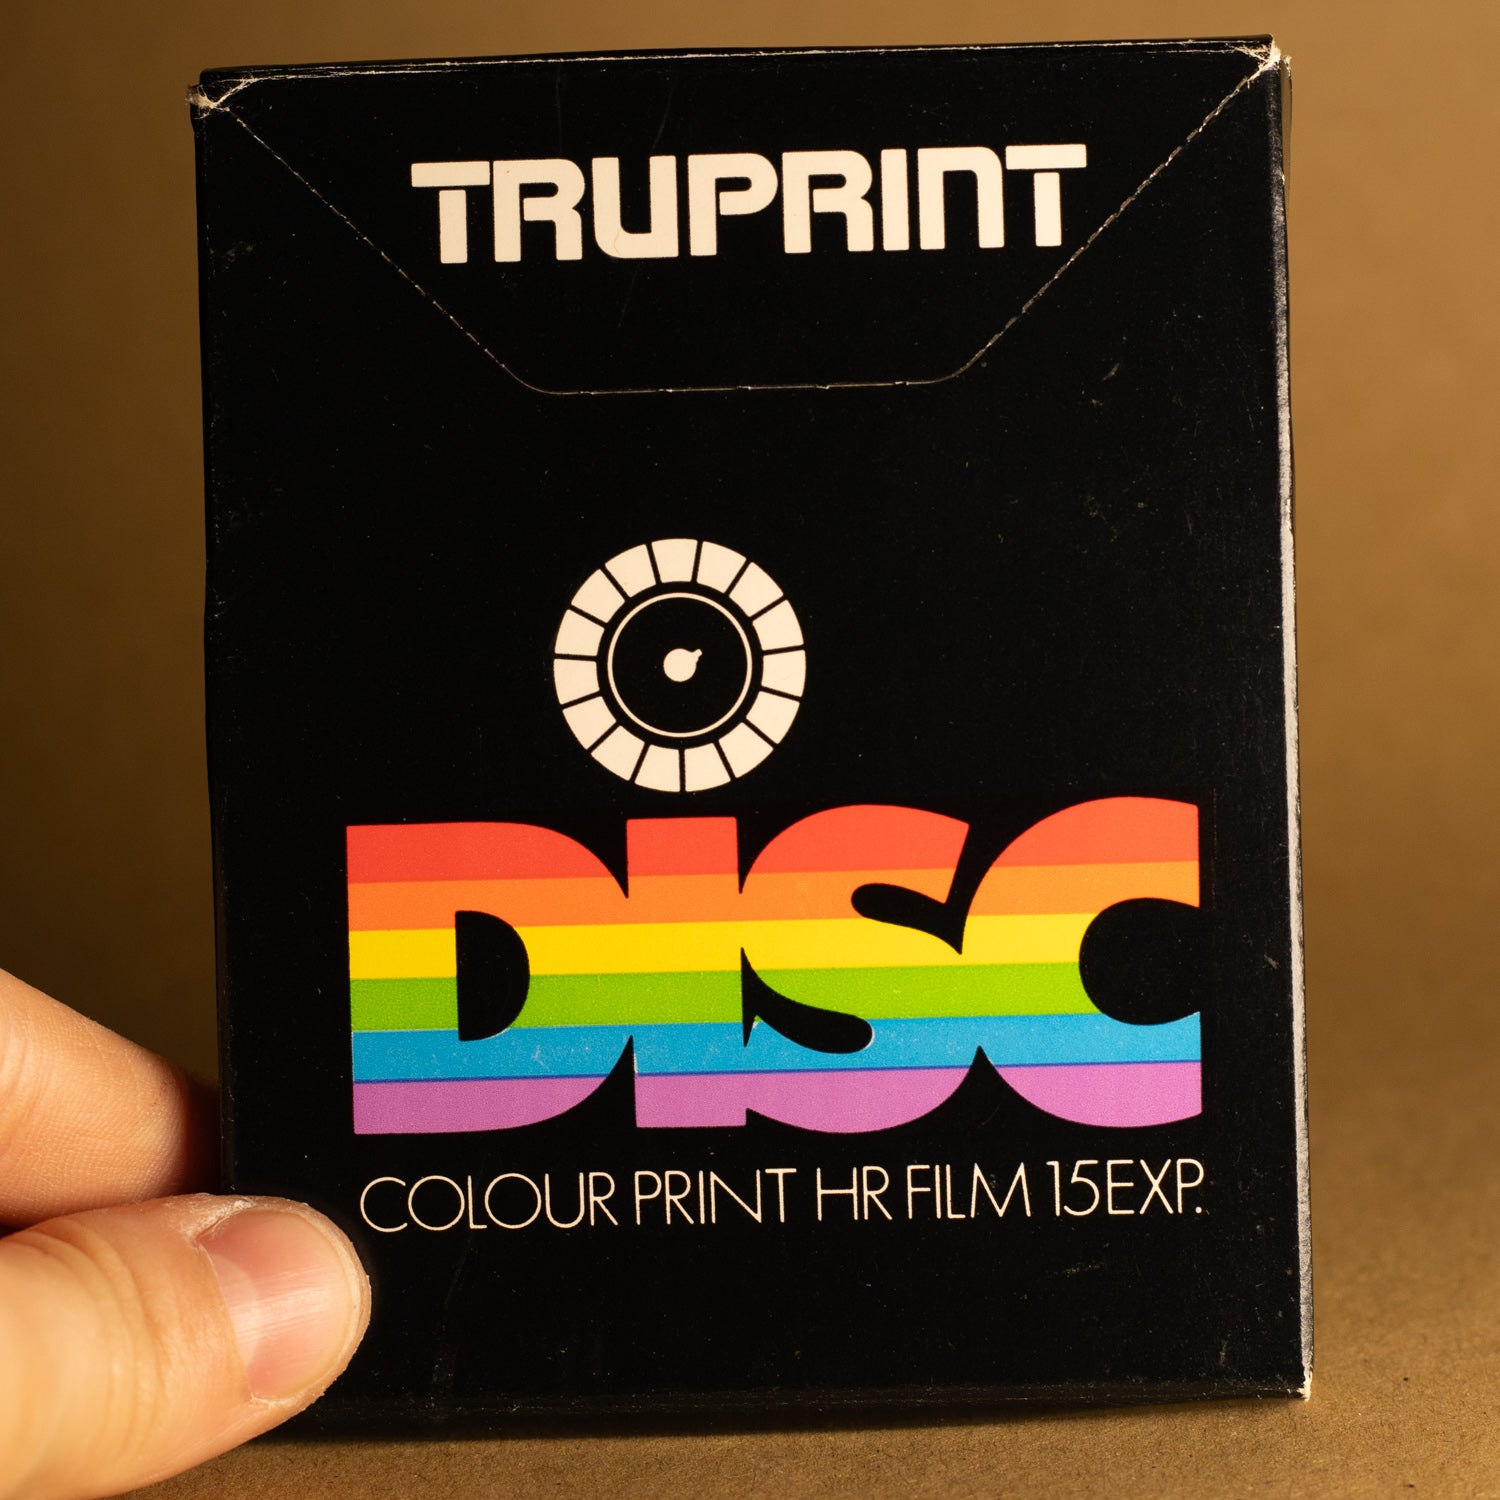 TRUPRINT
DISC
COLOUR PRINT HR FILM 15EXP.